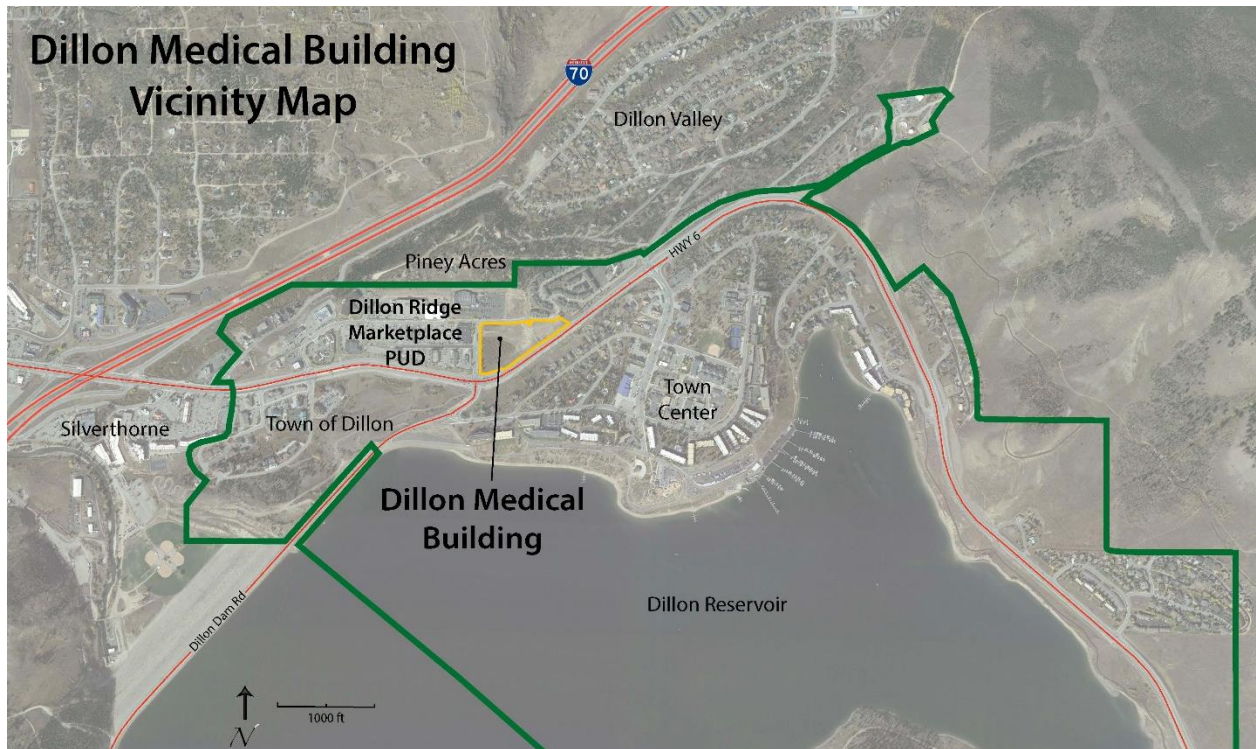 Dillon Medical Building
Vicinity Map
INTERSTATE
70
Dillon Valley
HWY 6
Piney Acres
Dillon Ridge
Marketplace
PUD
Town
Center
Silverthorne
Town of Dillon
Dillon Medical
Building
Dillon Dam Rd
Dillon Reservoir
N
1000 ft